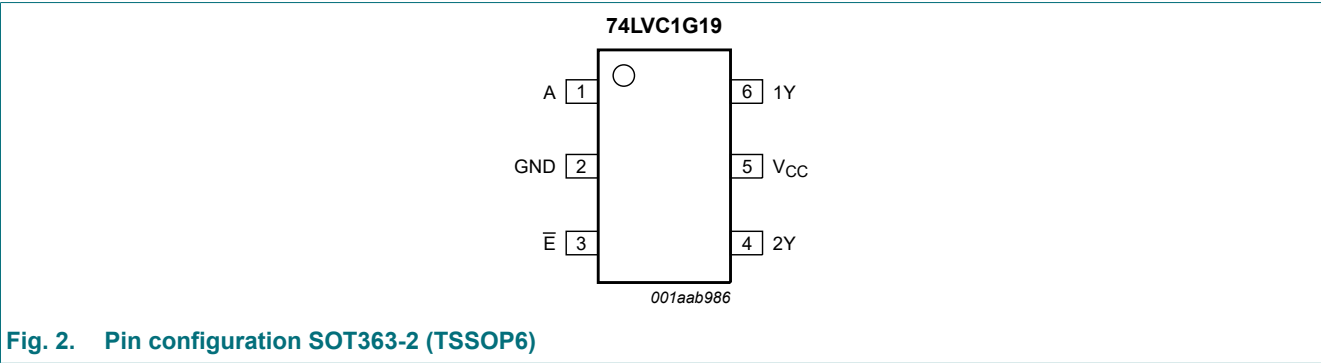 74LVC1G19
A 1 6 1Y
GND 2 5 VCC
E̅ 3 4 2Y
001aab986
Fig. 2. Pin configuration SOT363-2 (TSSOP6)